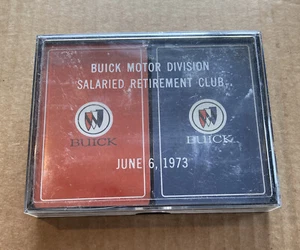 BUICK MOTOR DIVISION
SALARIED RETIREMENT CLUB
BUICK BUICK
JUNE 6, 1973